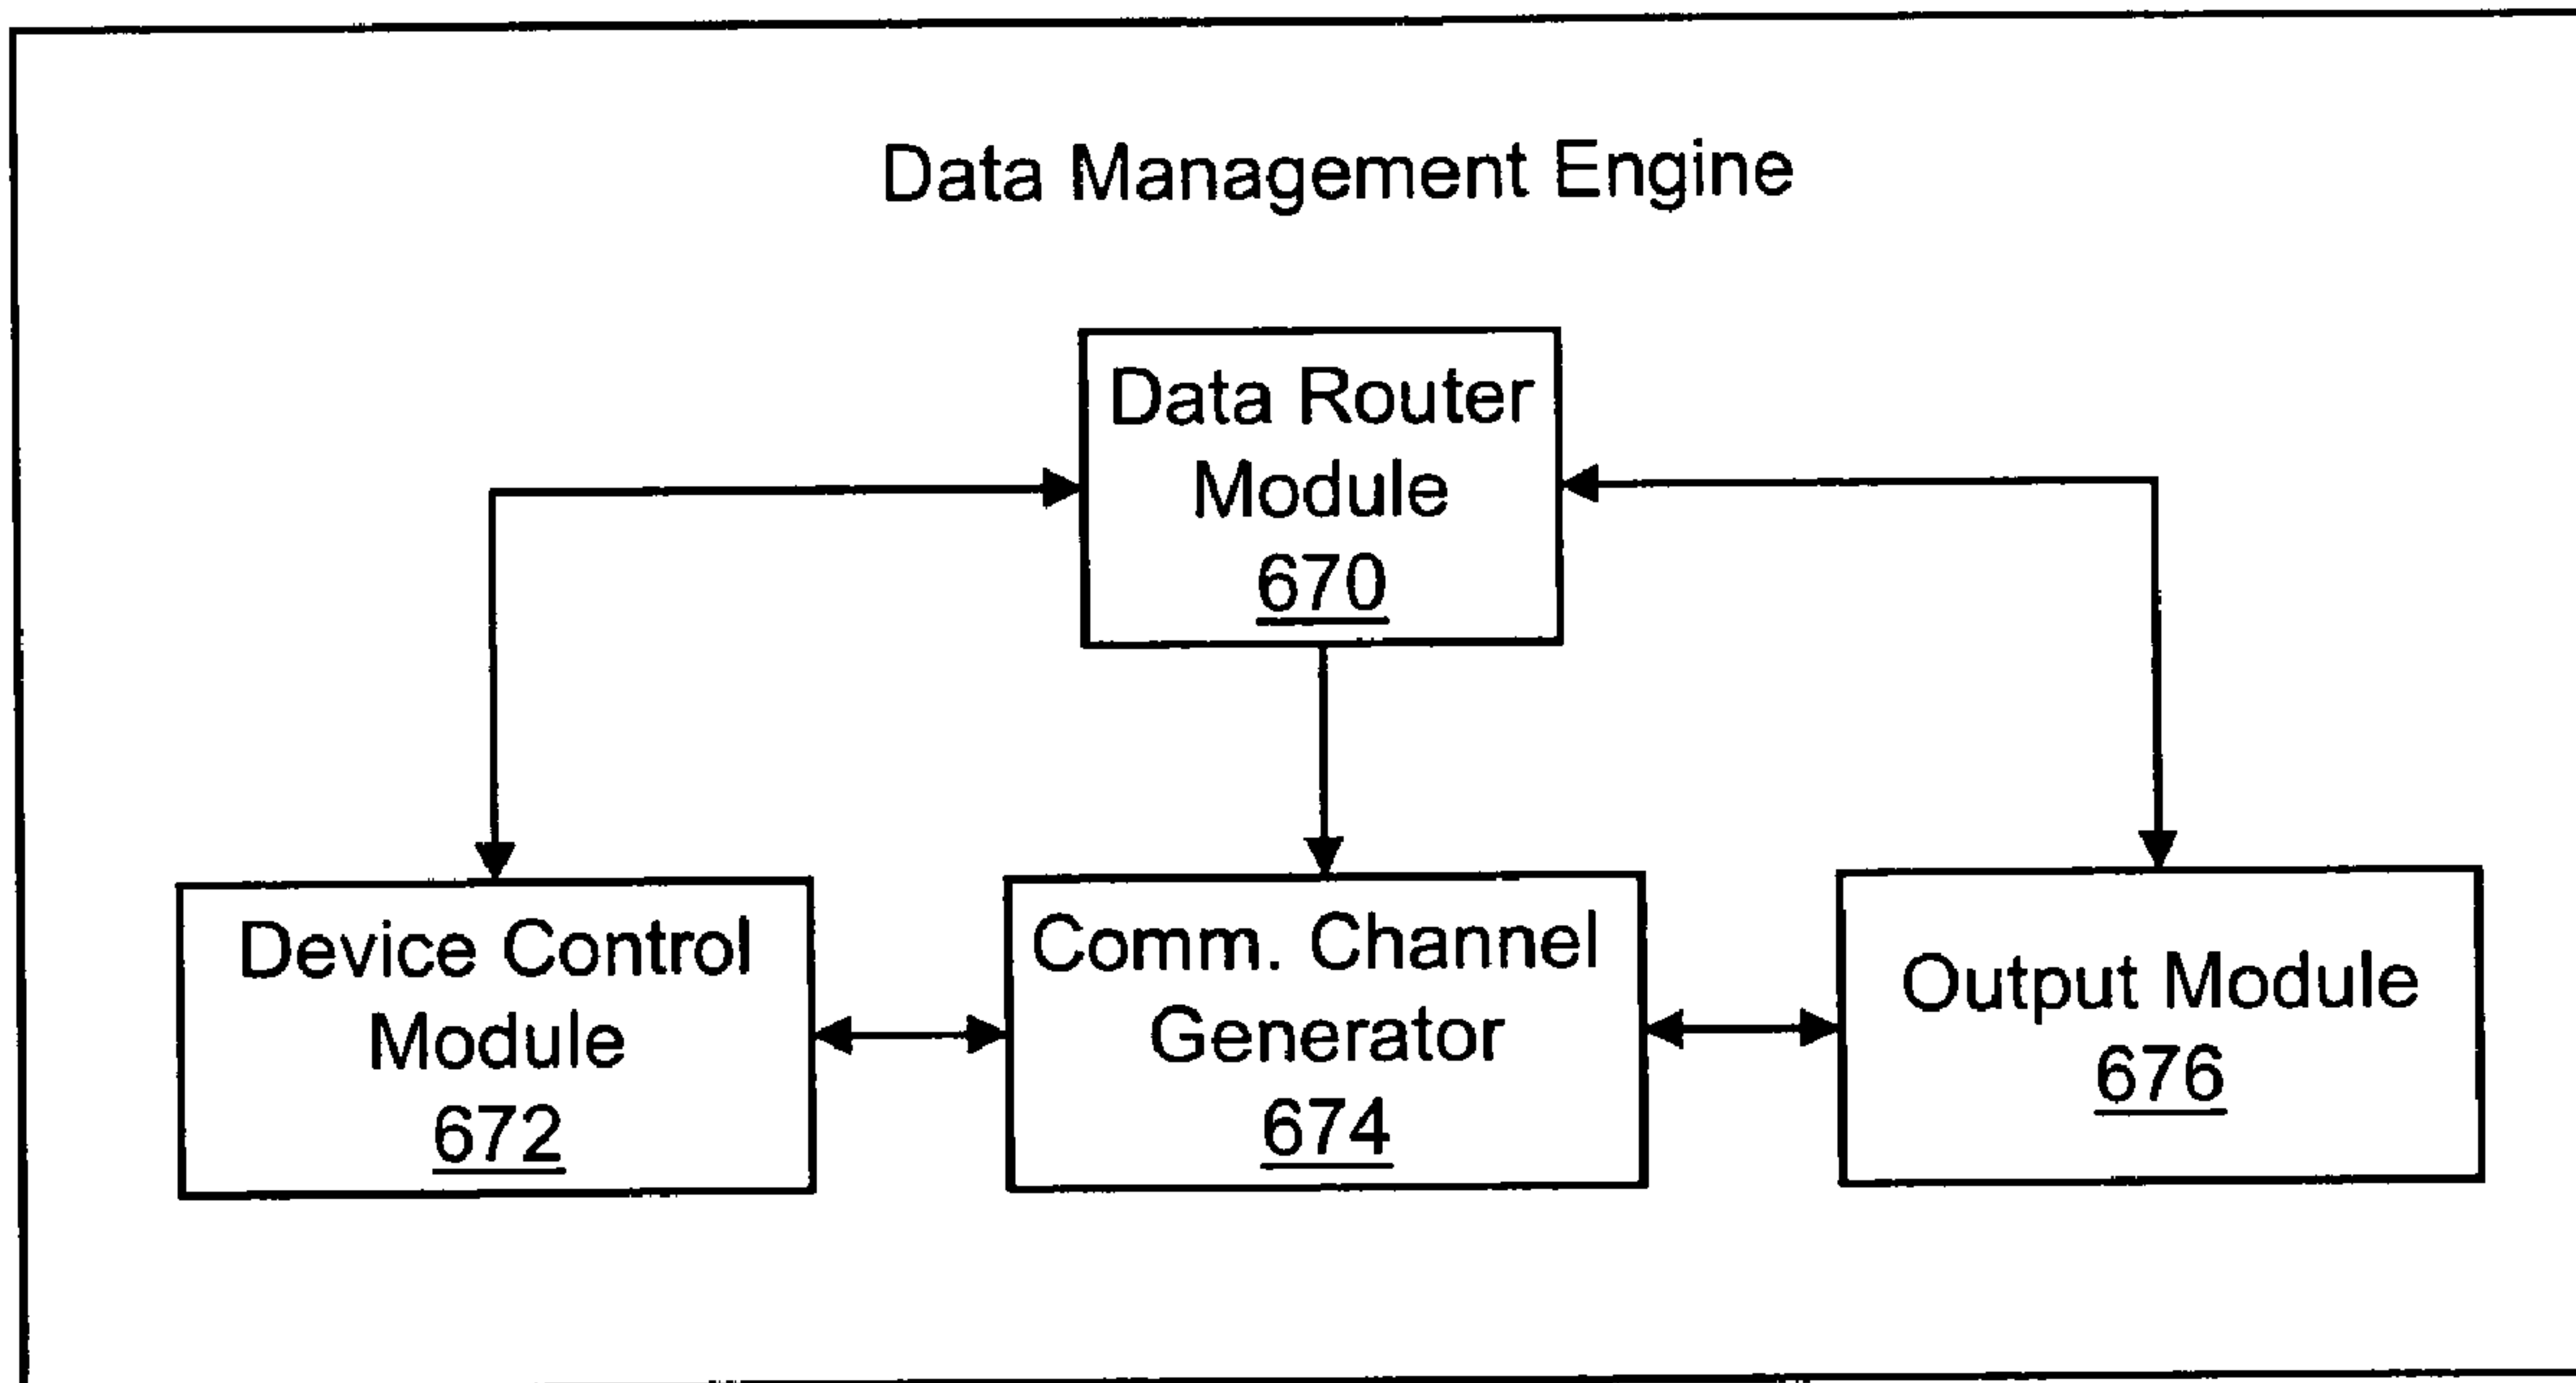 Data Management Engine
Data Router
Module
670
Device Control
Module
672
Comm. Channel
Generator
674
Output Module
676